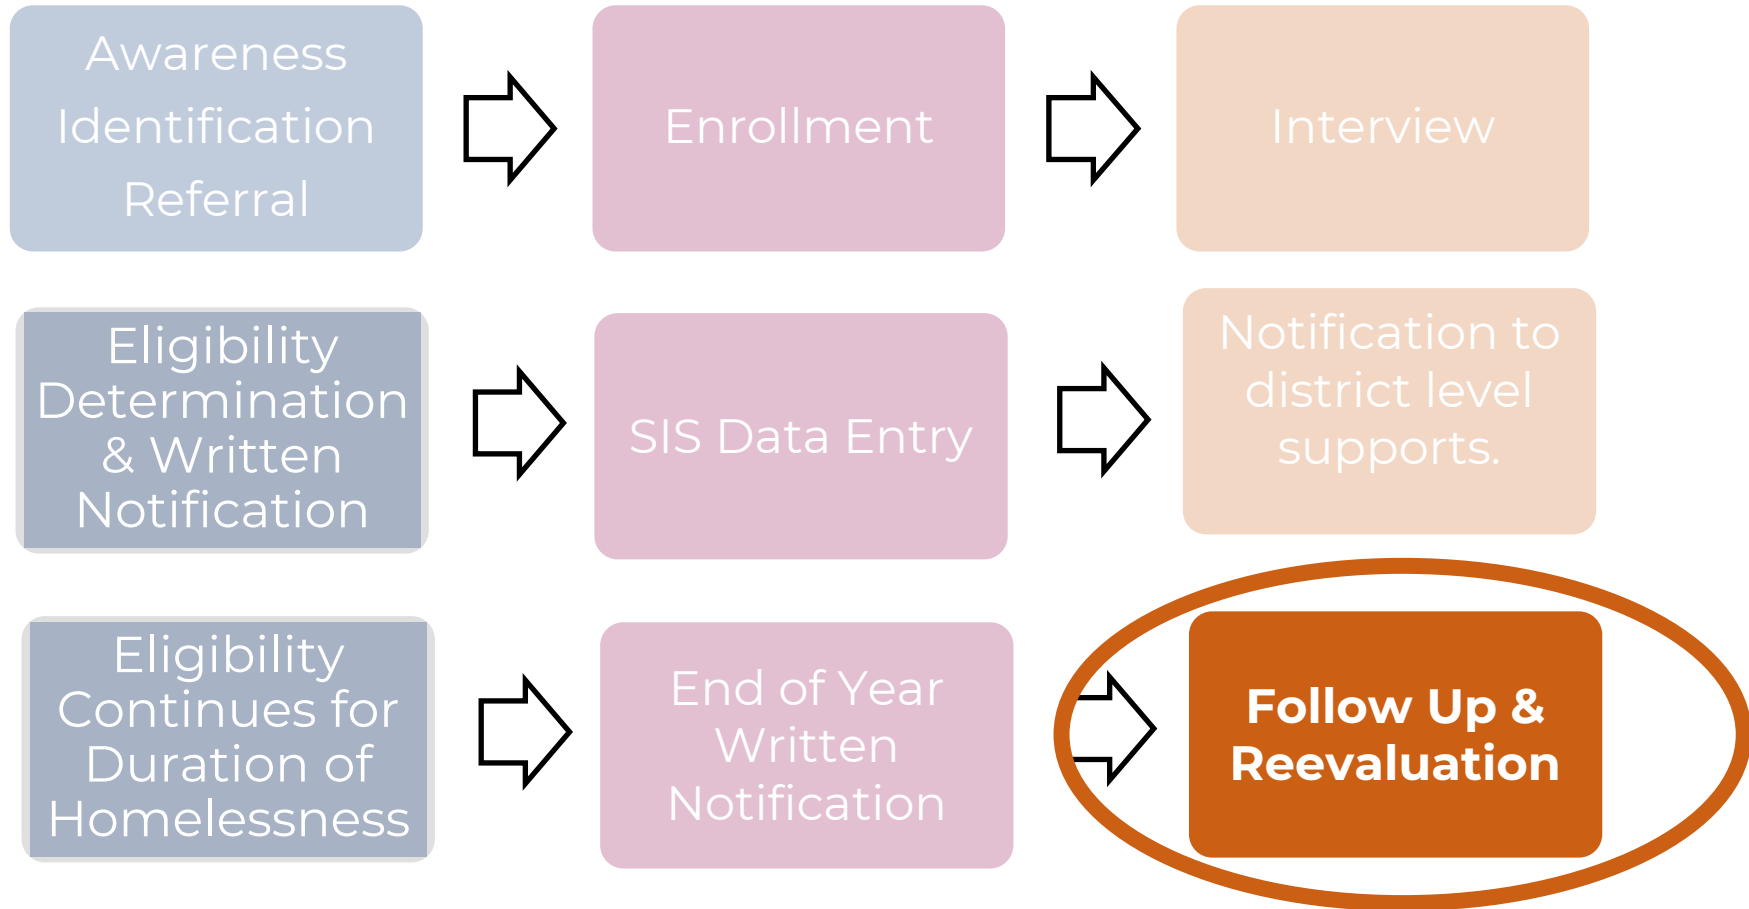 Awareness
Identification
Referral
Enrollment
Interview
Eligibility
Determination
& Written
Notification
SIS Data Entry
Notification to
district level
supports.
Eligibility
Continues for
Duration of
Homelessness
End of Year
Written
Notification
Follow Up &
Reevaluation